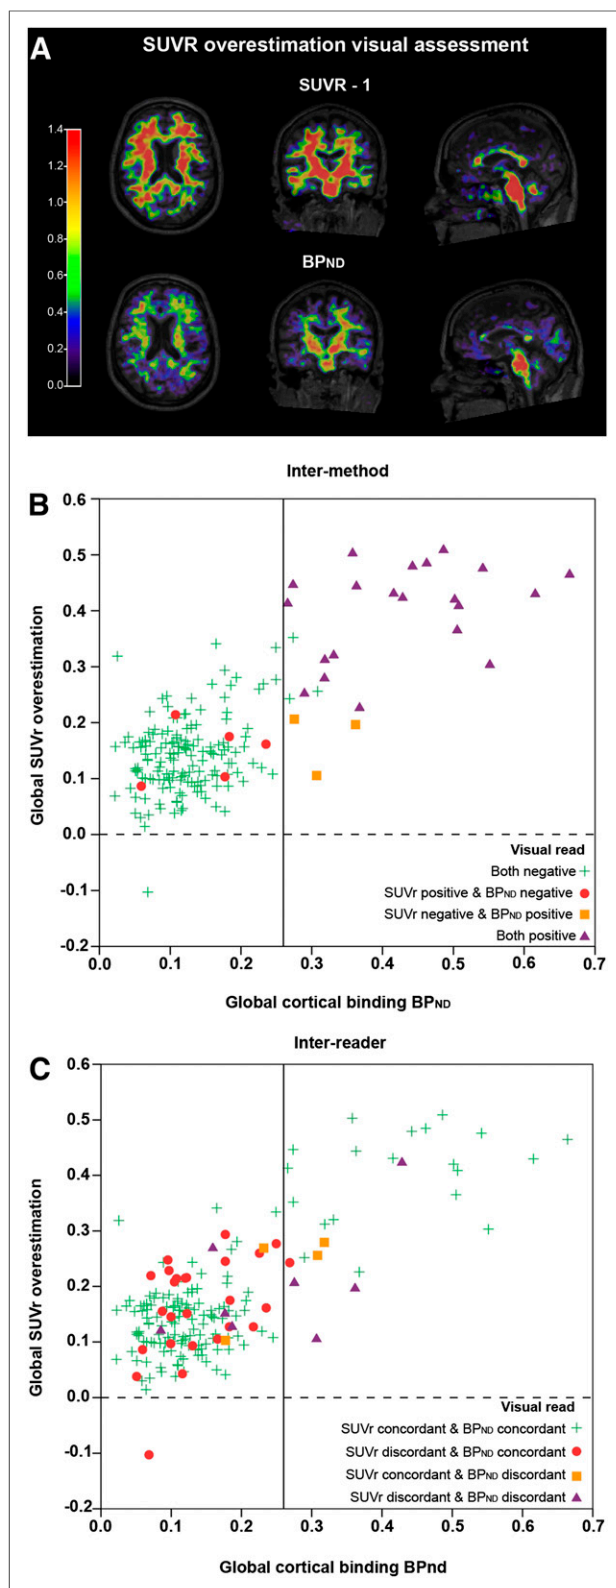 A
SUVR overestimation visual assessment
SUVR - 1
1.4
1.2
1.0
0.8
0.6
0.4
0.2
0.0
BPND
Inter-method
B
0.6
0.5
0.4
0.3
0.2
0.1
0.0
-0.1
-0.2
Global SUVr overestimation
Visual read
Both negative
SUVr positive & BPND negative
SUVr negative & BPND positive
Both positive
0.0 0.1 0.2 0.3 0.4 0.5 0.6 0.7
Global cortical binding BPND
Inter-reader
C
0.6
0.5
0.4
0.3
0.2
0.1
0.0
-0.1
-0.2
Global SUVr overestimation
Visual read
SUVr concordant & BPND concordant
SUVr discordant & BPND concordant
SUVr concordant & BPND discordant
SUVr discordant & BPND discordant
0.0 0.1 0.2 0.3 0.4 0.5 0.6 0.7
Global cortical binding BPnd